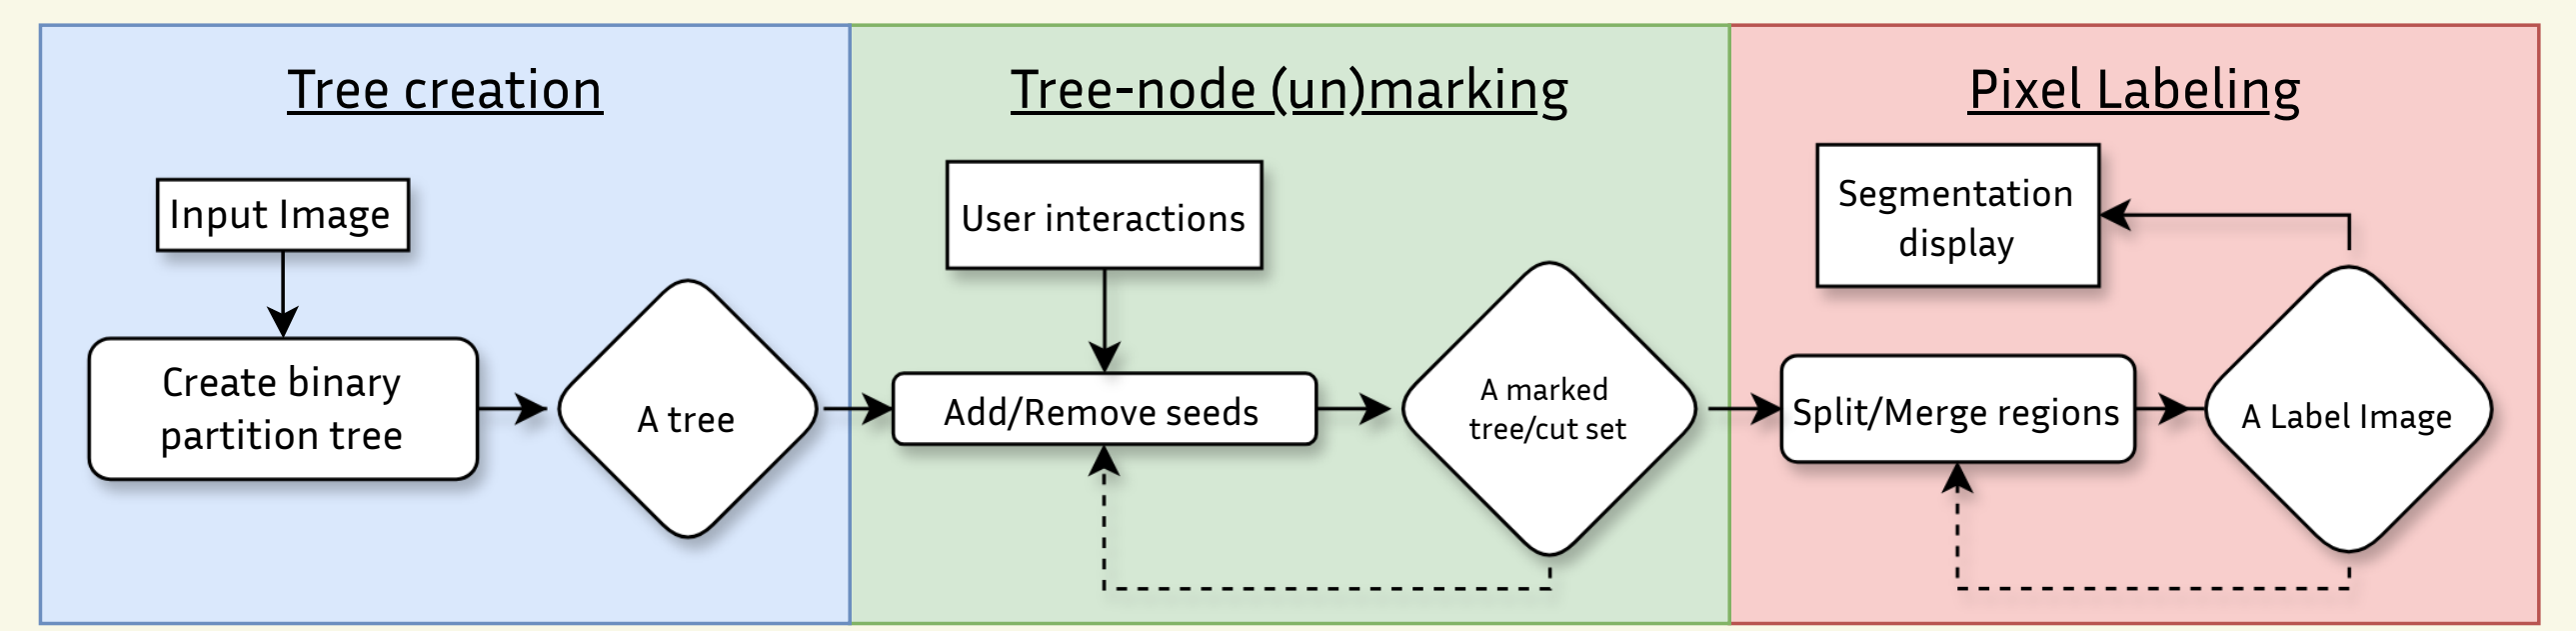 Tree creation
Input Image
Create binary
partition tree
A tree
Tree-node (un)marking
User interactions
Add/Remove seeds
A marked
tree/cut set
Pixel Labeling
Segmentation
display
Split/Merge regions
A Label Image